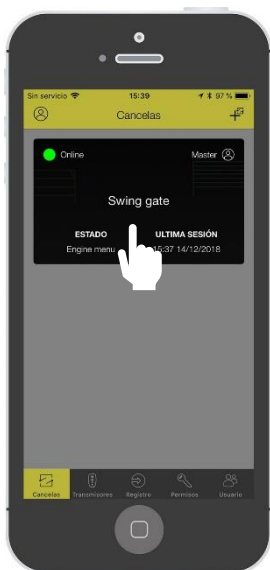 Sin servicio 15:39 97 %
Cancelas
Online Master
Swing gate
ESTADO ULTIMA SESIÓN
Engine menu 15:37 14/12/2018
Cancelas Transmisores Registro Permisos Usuario